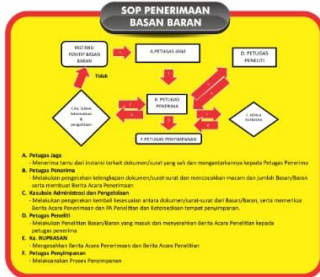 SOP PENERIMAAN
BASAN BARAN
INSTANSI
PENITIP BASAN
BARAN
A. PETUGAS JAGA
D. PETUGAS
PENELITI
Tidak
B. PETUGAS
PENERIMA
F. PETUGAS PENYIMPANAN
A. Petugas Jaga
- Menerima tamu dari instansi terkait dokumen/surat yang sah dan mengantarkannya kepada Petugas Penerima
B. Petugas Penerima
- Melakukan pengecekan kelengkapan dokumen/surat-surat dan mencocokkan macam dan jumlah Basan/Baran
serta membuat Berita Acara Penerimaan
C. Kasubsie Administrasi dan Pengelolaan
- Melakukan pengecekan kembali kesesuaian antara dokumen/surat-surat dari Basan/Baran, serta memeriksa
Berita Acara Penerimaan dan PA Penelitian dan Ketersediaan tempat penyimpanan.
D. Petugas Peneliti
- Melakukan Penelitian Basan/Baran yang masuk dan menyerahkan Berita Acara Penelitian kepada
petugas penerima
E. Ka. RUPBASAN
- Mengesahkan Berita Acara Penerimaan dan Berita Acara Penelitian
F. Petugas Penyimpanan
- Melaksanakan Proses Penyimpanan